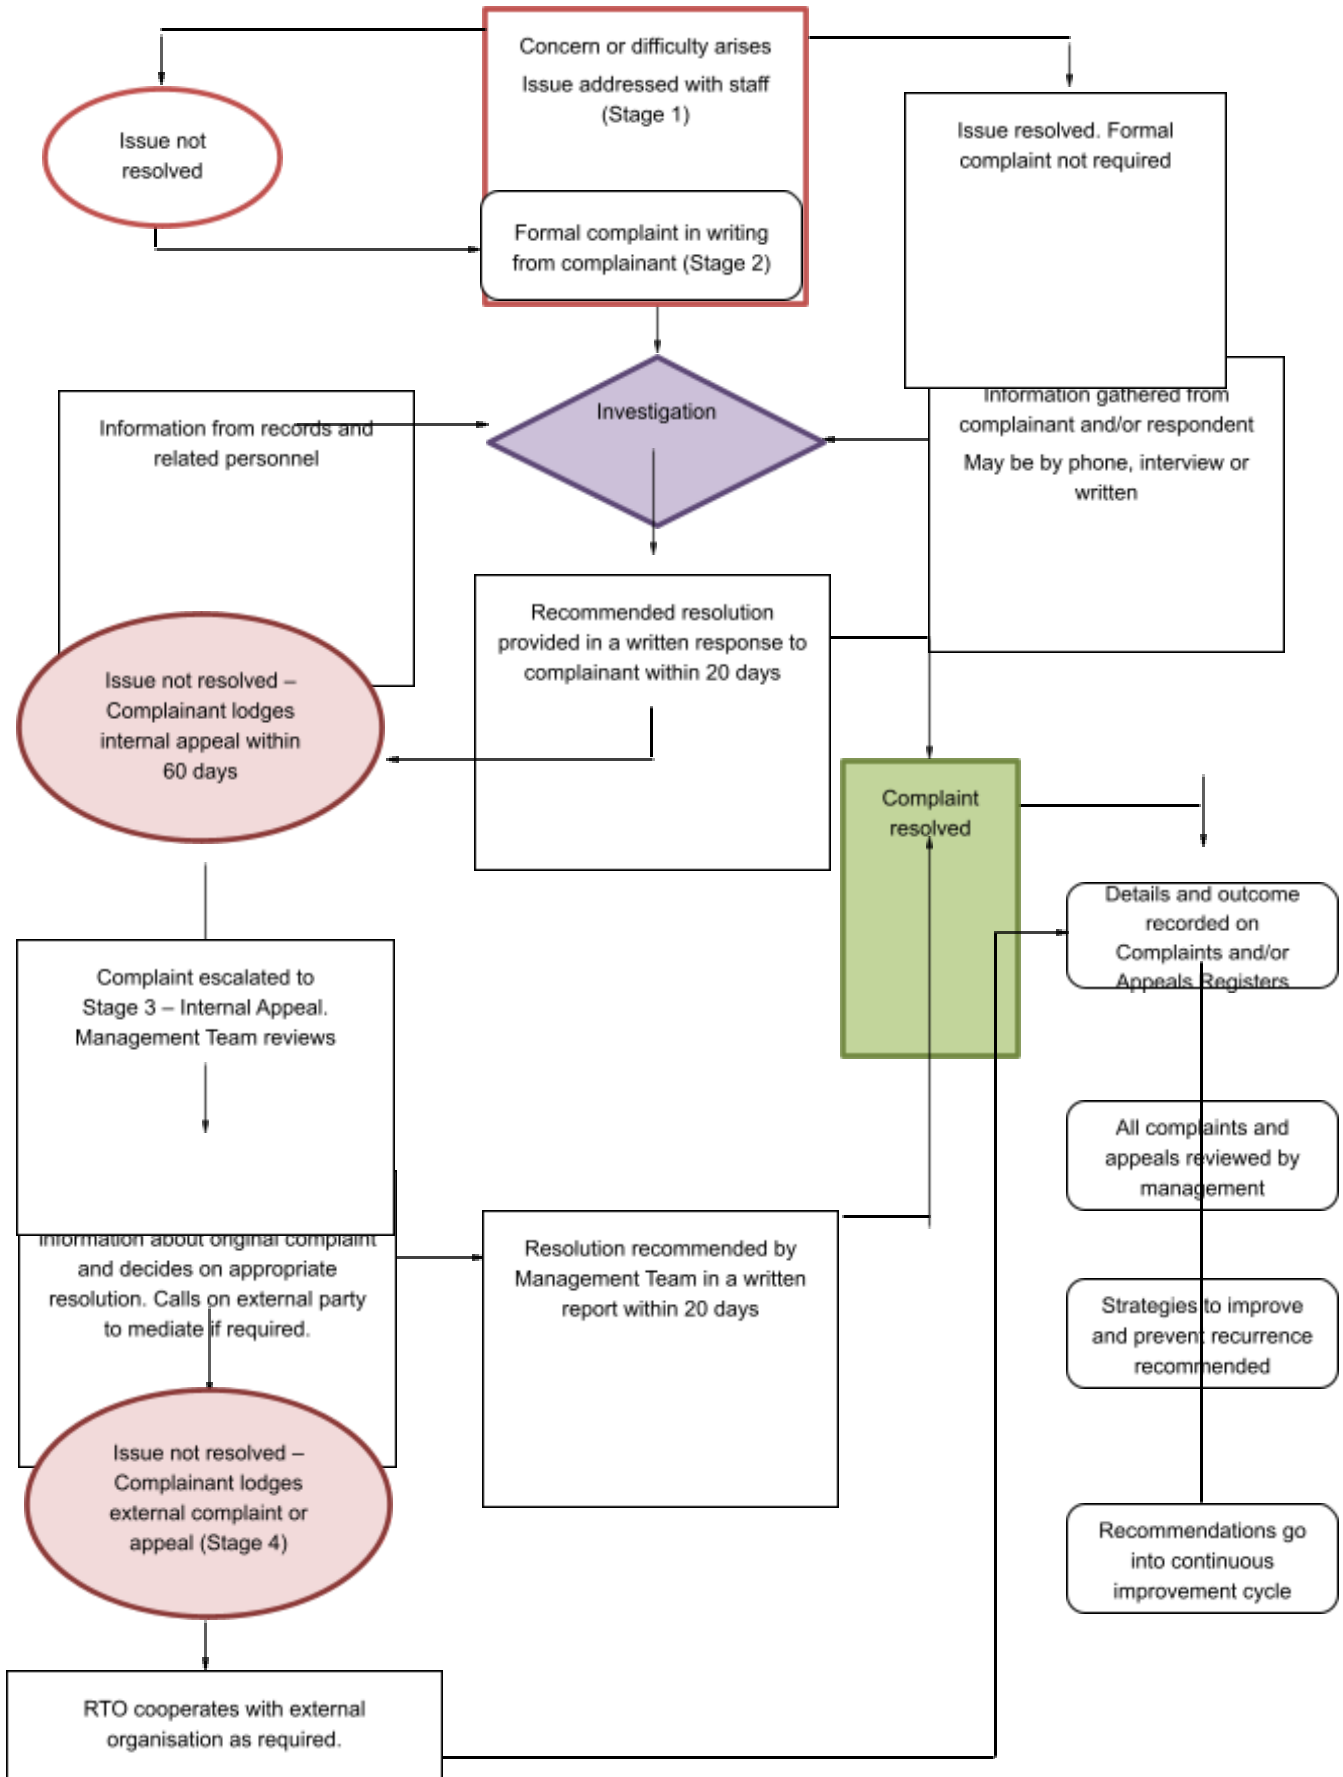 Concern or difficulty arises
Issue addressed with staff
(Stage 1)
Issue not
resolved
Issue resolved. Formal
complaint not required
Formal complaint in writing
from complainant (Stage 2)
Investigation
Information from records and
related personnel
Information gathered from
complainant and/or respondent
May be by phone, interview or
written
Recommended resolution
provided in a written response to
complainant within 20 days
Issue not resolved –
Complainant lodges
internal appeal within
60 days
Complaint
resolved
Details and outcome
recorded on
Complaints and/or
Appeals Registers
Complaint escalated to
Stage 3 – Internal Appeal.
Management Team reviews
information about original complaint
and decides on appropriate
resolution. Calls on external party
to mediate if required.
Resolution recommended by
Management Team in a written
report within 20 days
All complaints and
appeals reviewed by
management
Strategies to improve
and prevent recurrence
recommended
Issue not resolved –
Complainant lodges
external complaint or
appeal (Stage 4)
Recommendations go
into continuous
improvement cycle
RTO cooperates with external
organisation as required.